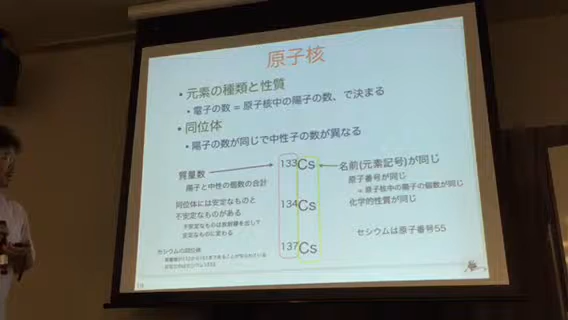 原子核
• 元素の種類と性質
• 電子の数 = 原子核中の陽子の数、で決まる
• 同位体
• 陽子の数が同じで中性子の数が異なる
質量数
陽子と中性の個数の合計
133Cs
名前(元素記号)が同じ
原子番号が同じ
= 原子核中の陽子の個数が同じ
化学的性質が同じ
同位体には安定なものと
不安定なものがある
不安定なものは放射線を出して
安定なものに変わる
134Cs
セシウムは原子番号55
137Cs
セシウムの同位体